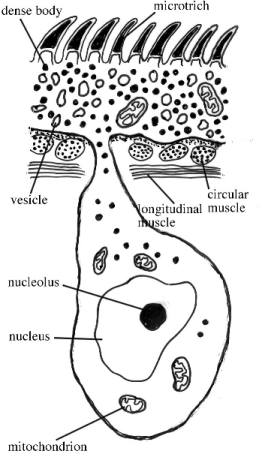 microtrich
dense body
vesicle
circular
muscle
longitudinal
muscle
nucleolus
nucleus
mitochondrion